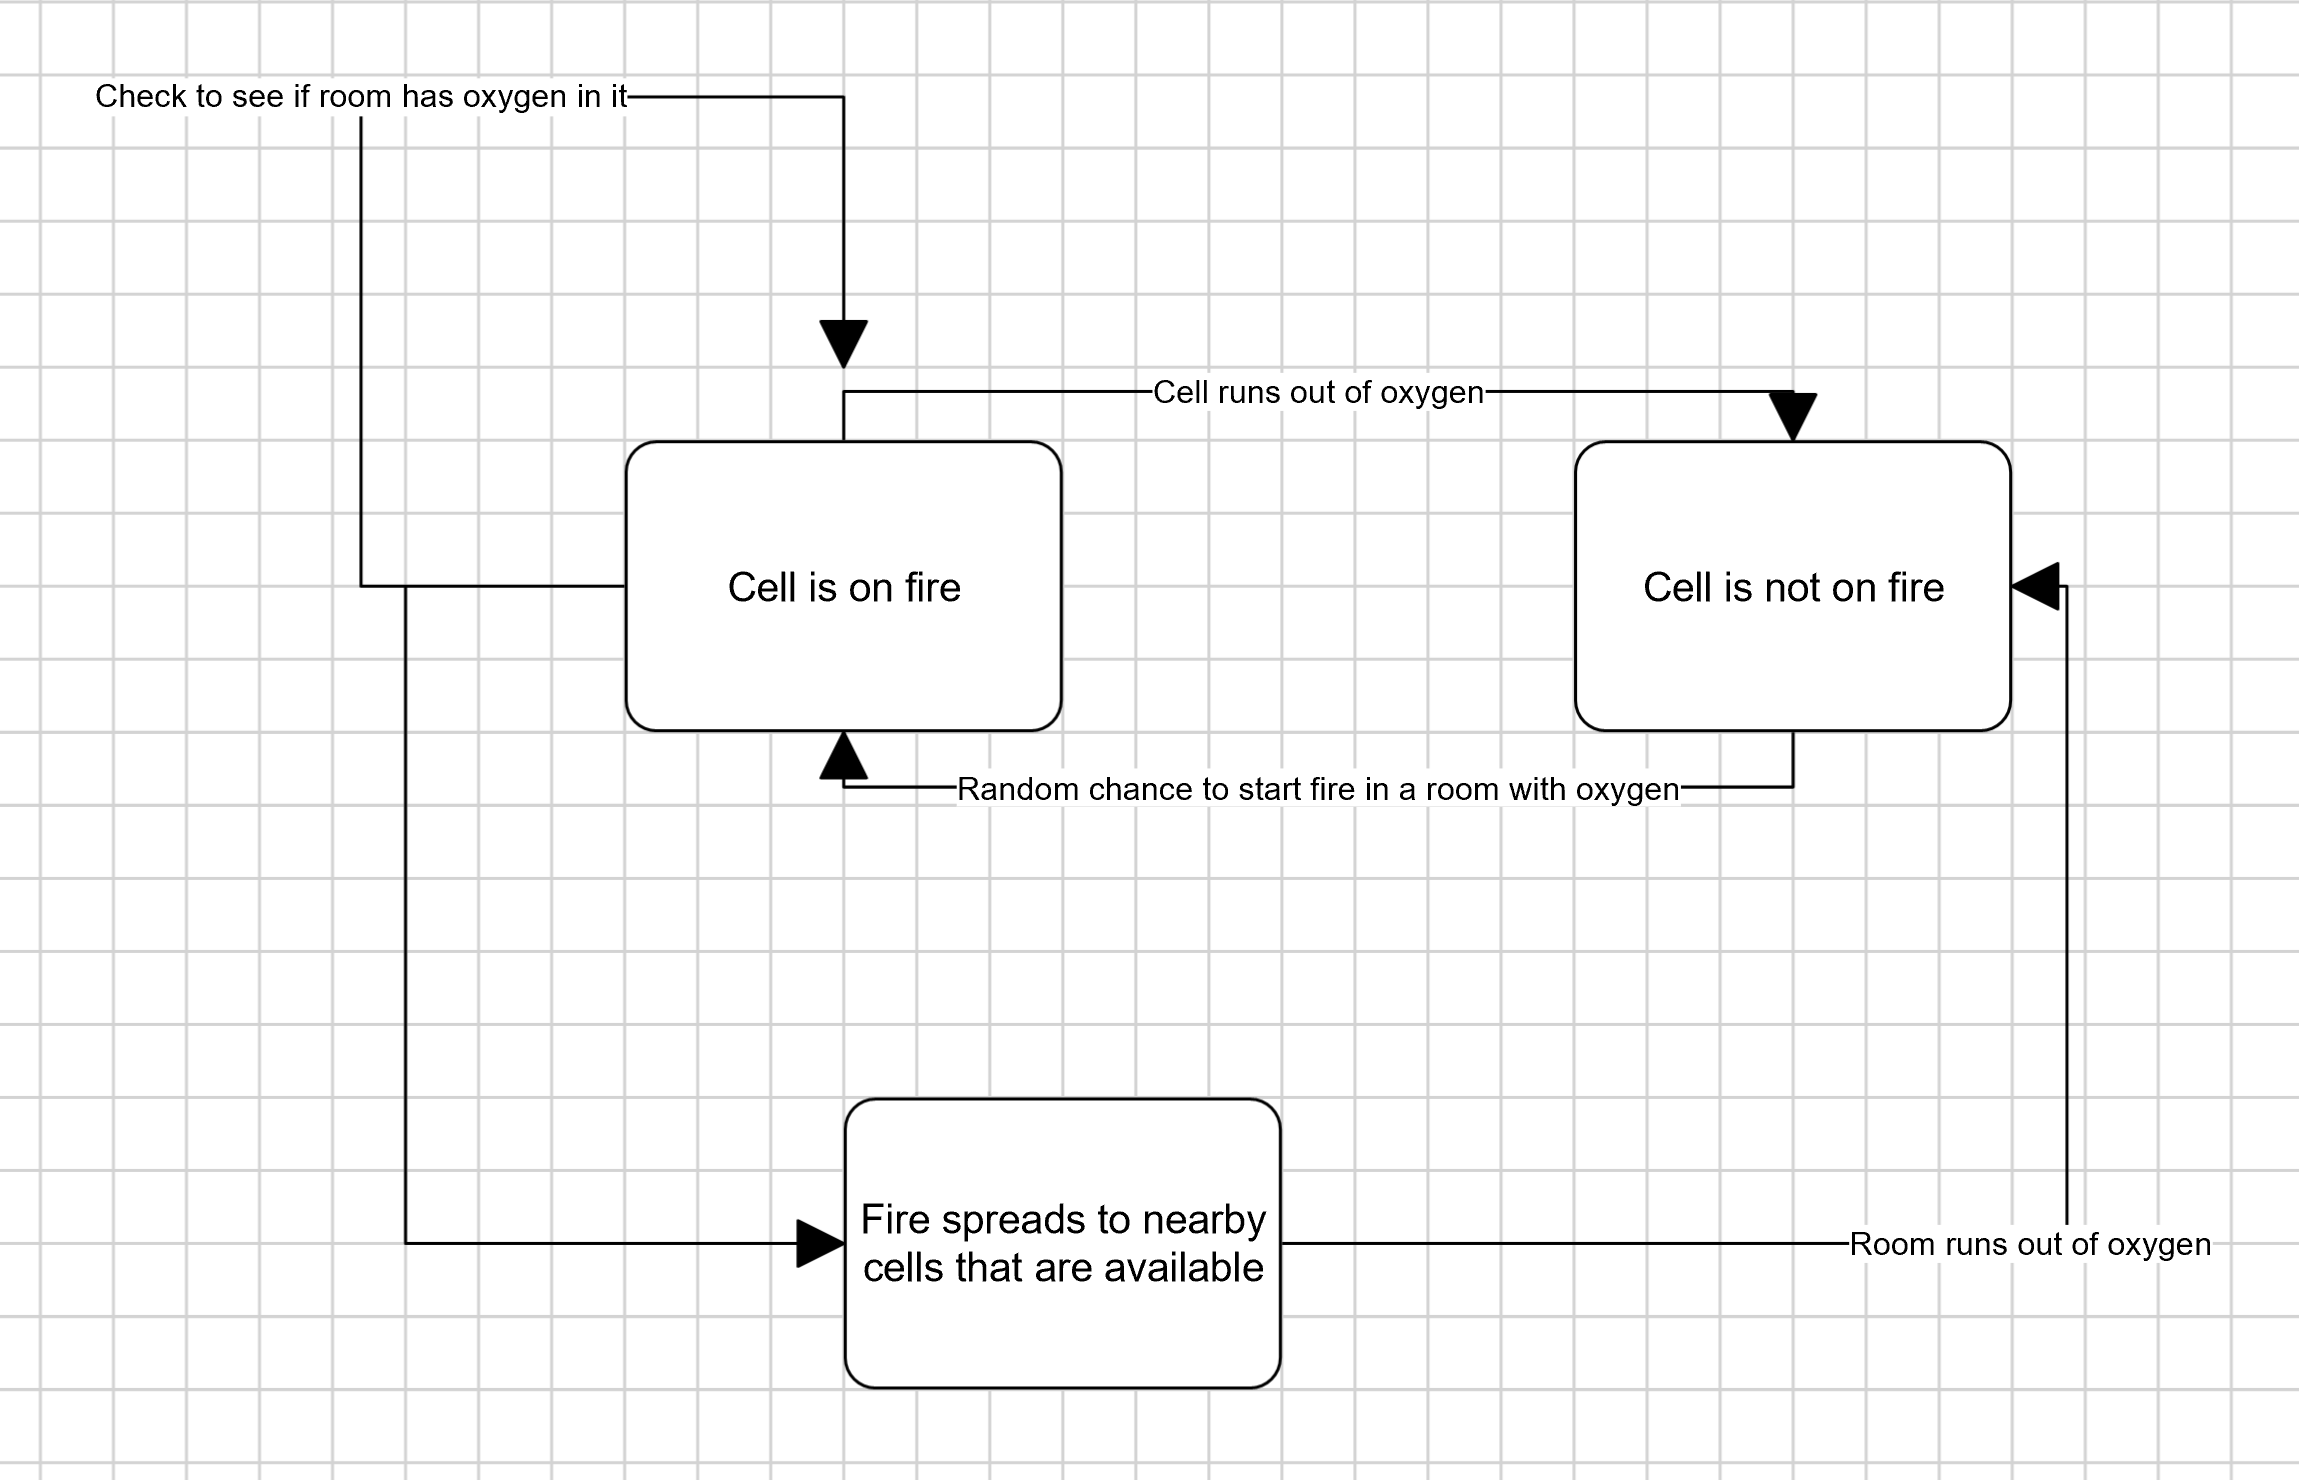 Check to see if room has oxygen in it
Cell runs out of oxygen
Cell is on fire
Cell is not on fire
Random chance to start fire in a room with oxygen
Fire spreads to nearby
cells that are available
Room runs out of oxygen